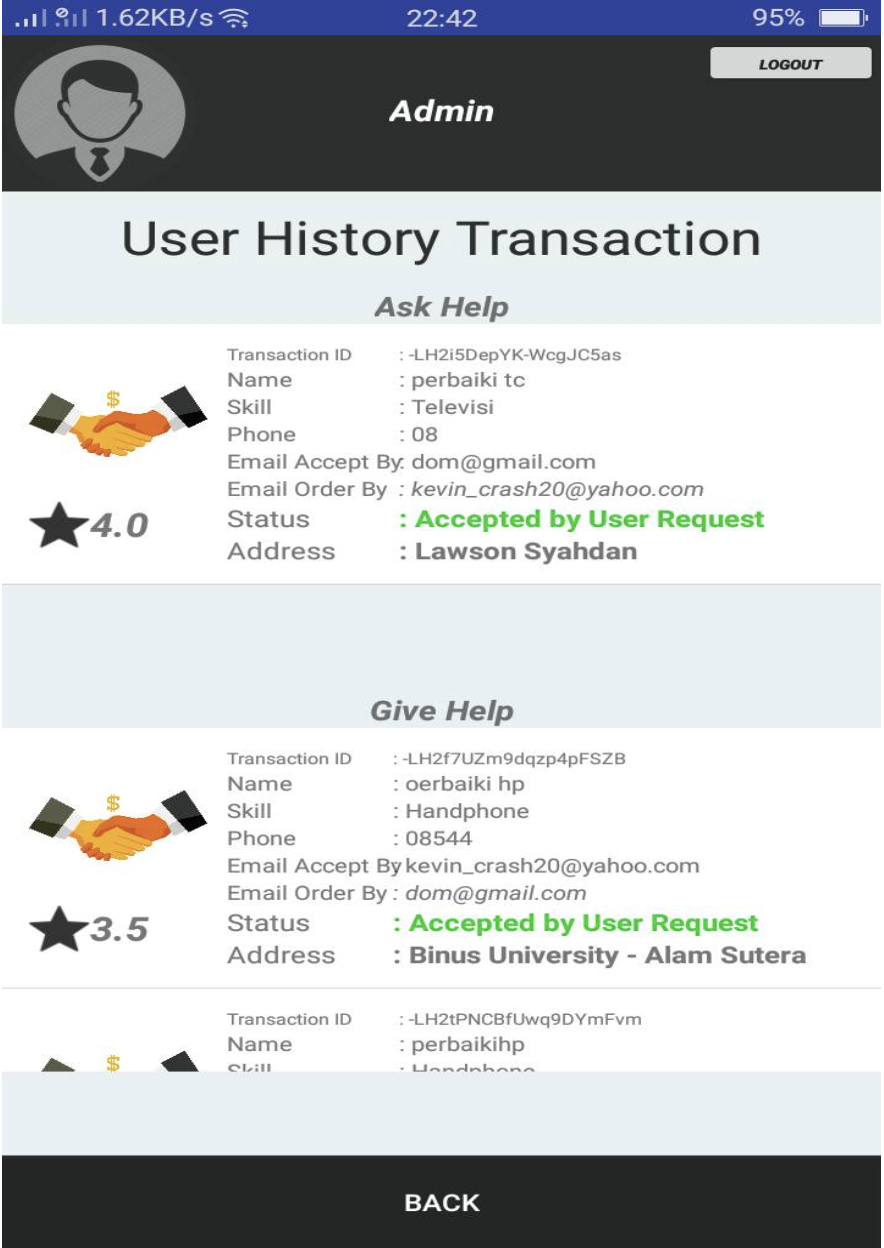 1.62KB/s 22:42 95%
LOGOUT
Admin
User History Transaction
Ask Help
Transaction ID : -LH2i5DepYK-WcgJC5as
Name : perbaiki tc
Skill : Televisi
Phone : 08
Email Accept By: dom@gmail.com
Email Order By : kevin_crash20@yahoo.com
Status : Accepted by User Request
Address : Lawson Syahdan
4.0
Give Help
Transaction ID : -LH2f7UZm9dqzp4pFSZB
Name : oerbaiki hp
Skill : Handphone
Phone : 08544
Email Accept By kevin_crash20@yahoo.com
Email Order By : dom@gmail.com
Status : Accepted by User Request
Address : Binus University - Alam Sutera
3.5
Transaction ID : -LH2tPNCBfUwq9DYmFvm
Name : perbaikihp
Skill : Handphone
BACK